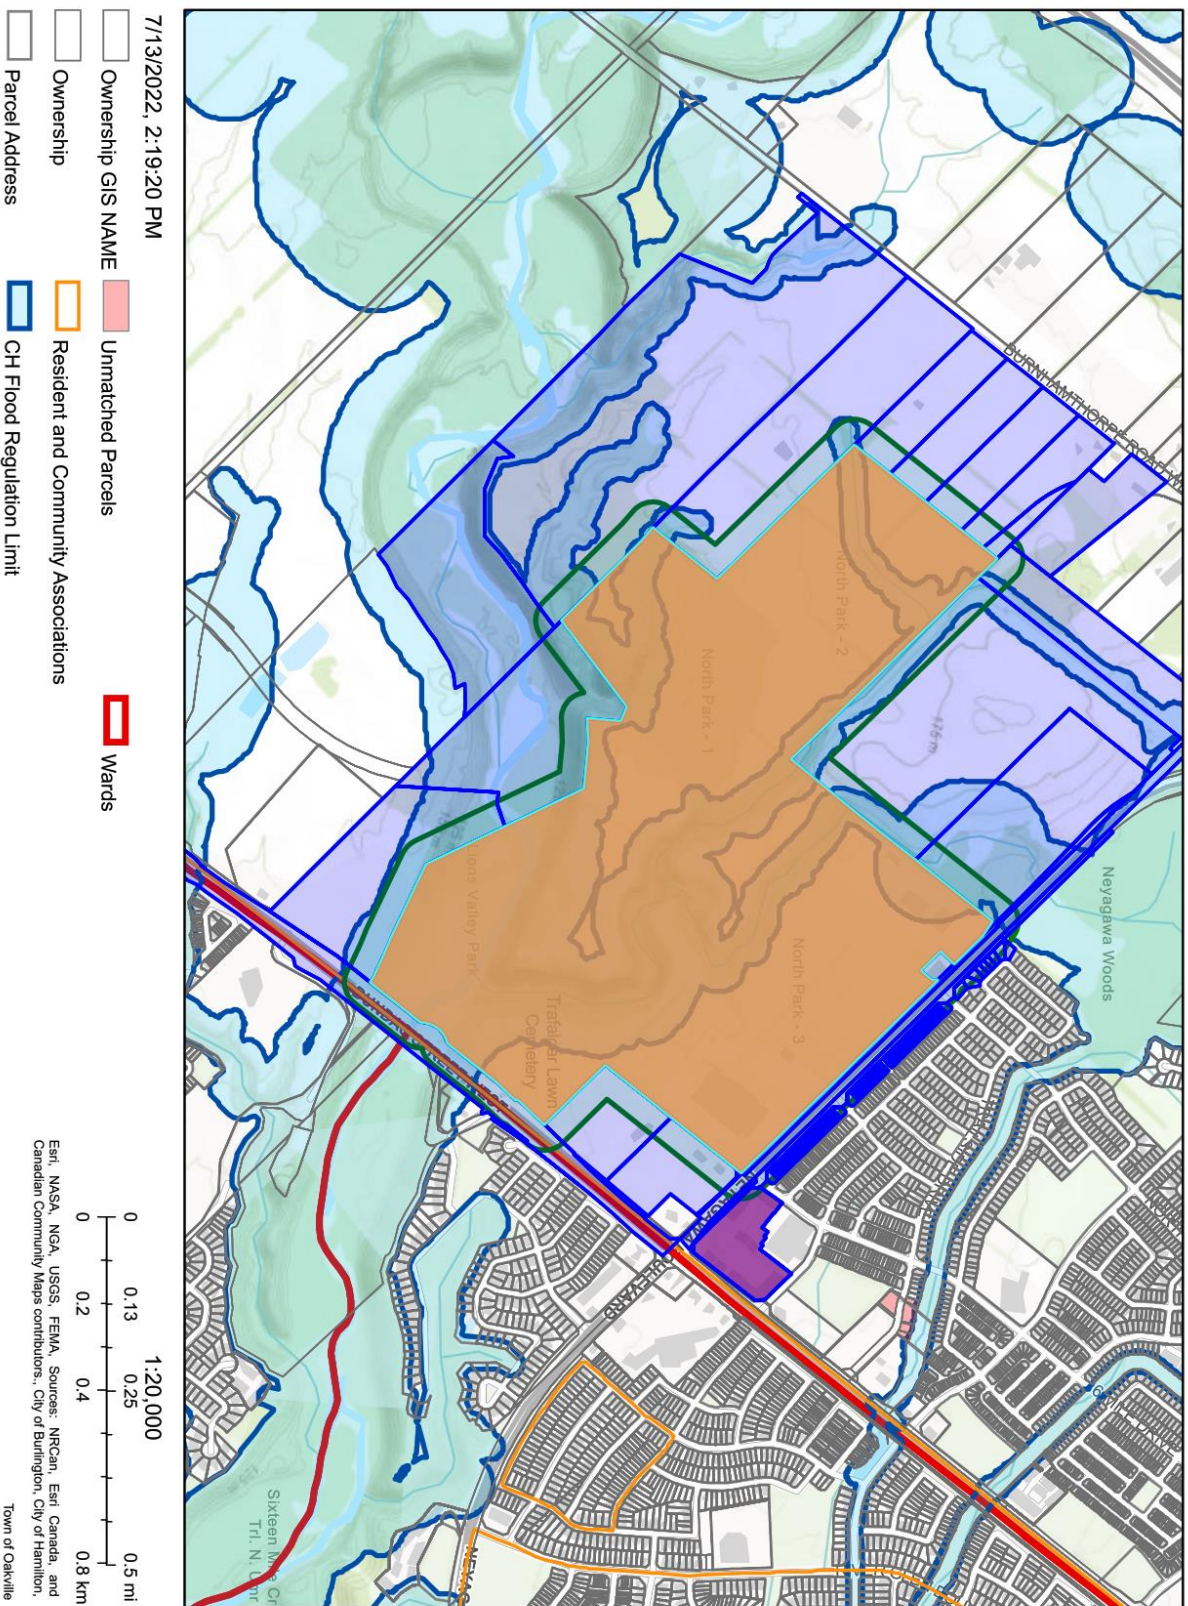 BURNHAMTHORPE ROAD W
North Park - 2
North Park - 1
175 m
Neyagawa Woods
Lions Valley Park
North Park - 3
Trafalgar Lawn
Cemetery
Sixteen Mile Cr
7/13/2022, 2:19:20 PM
Ownership GIS NAME
Ownership
Parcel Address
Unmatched Parcels
Resident and Community Associations
CH Flood Regulation Limit
Wards
1:20,000
0 0.13 0.25 0.5 mi
0 0.2 0.4 0.8 km
Esri, NASA, NGA, USGS, FEMA, Sources: NRCan, Esri Canada, and
Canadian Community Maps contributors., City of Burlington, City of Hamilton,
Town of Oakville